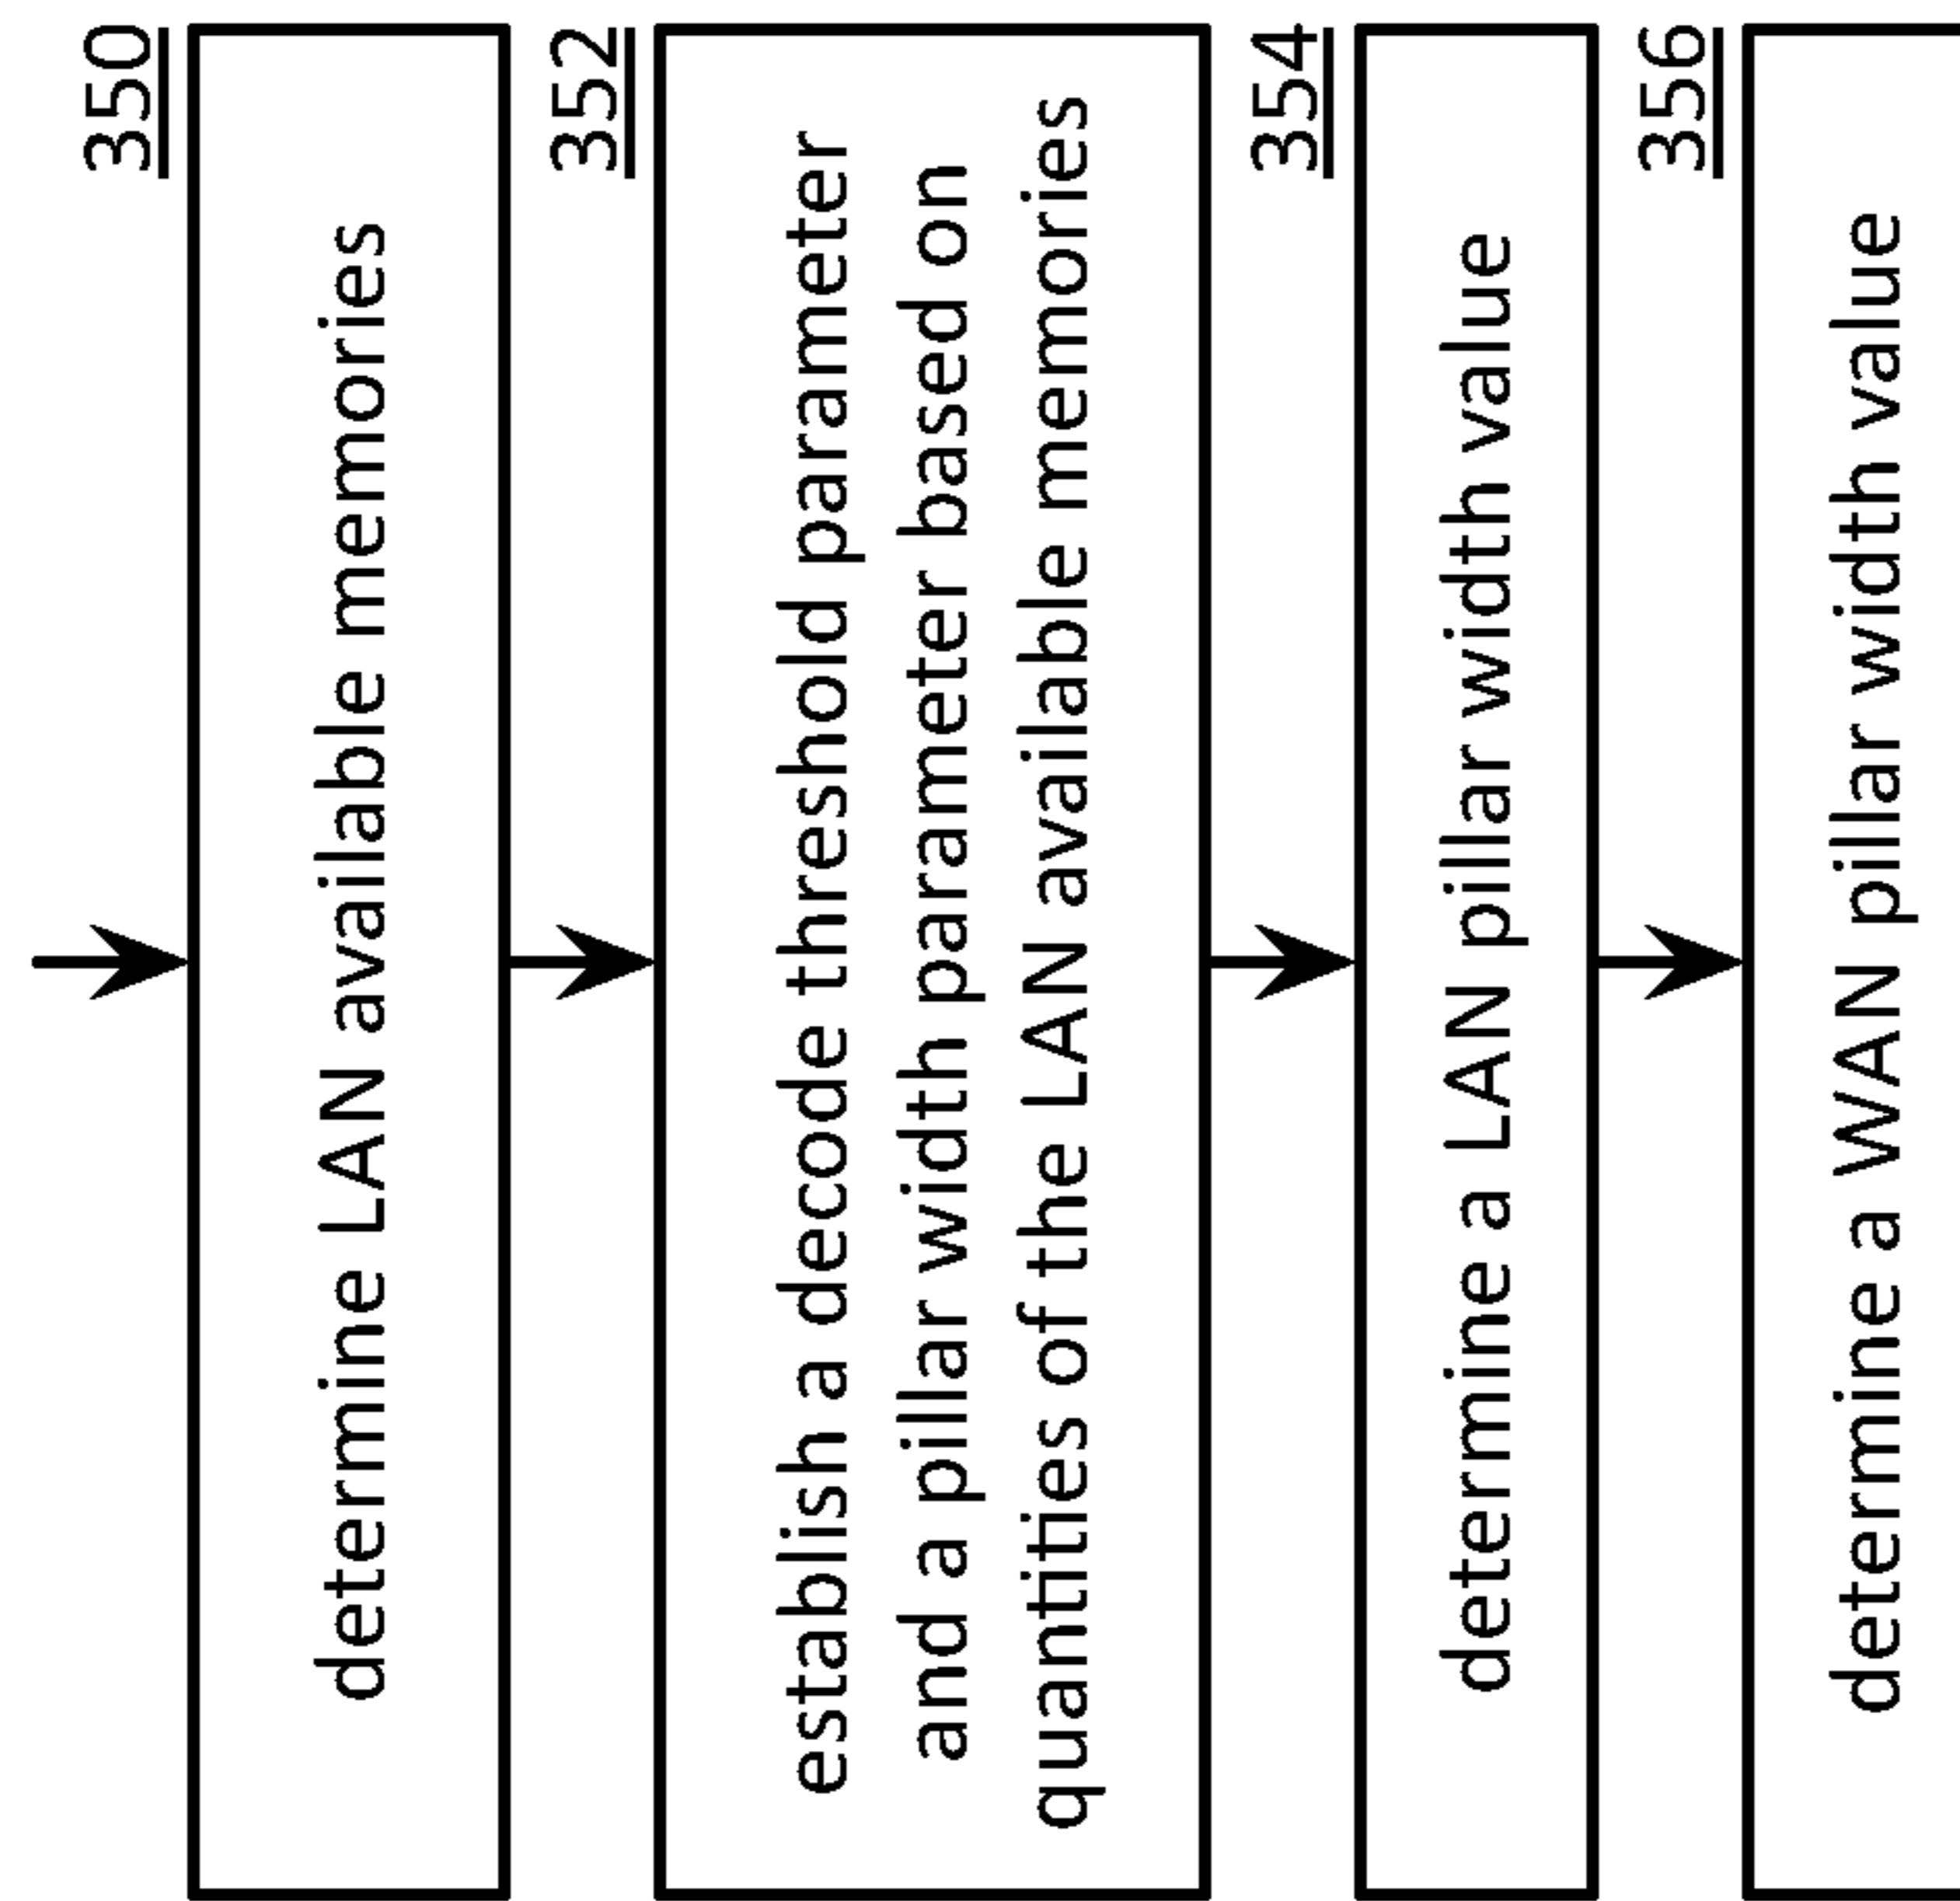 350
determine LAN available memories
352
establish a decode threshold parameter
and a pillar width parameter based on
quantities of the LAN available memories
354
determine a LAN pillar width value
356
determine a WAN pillar width value